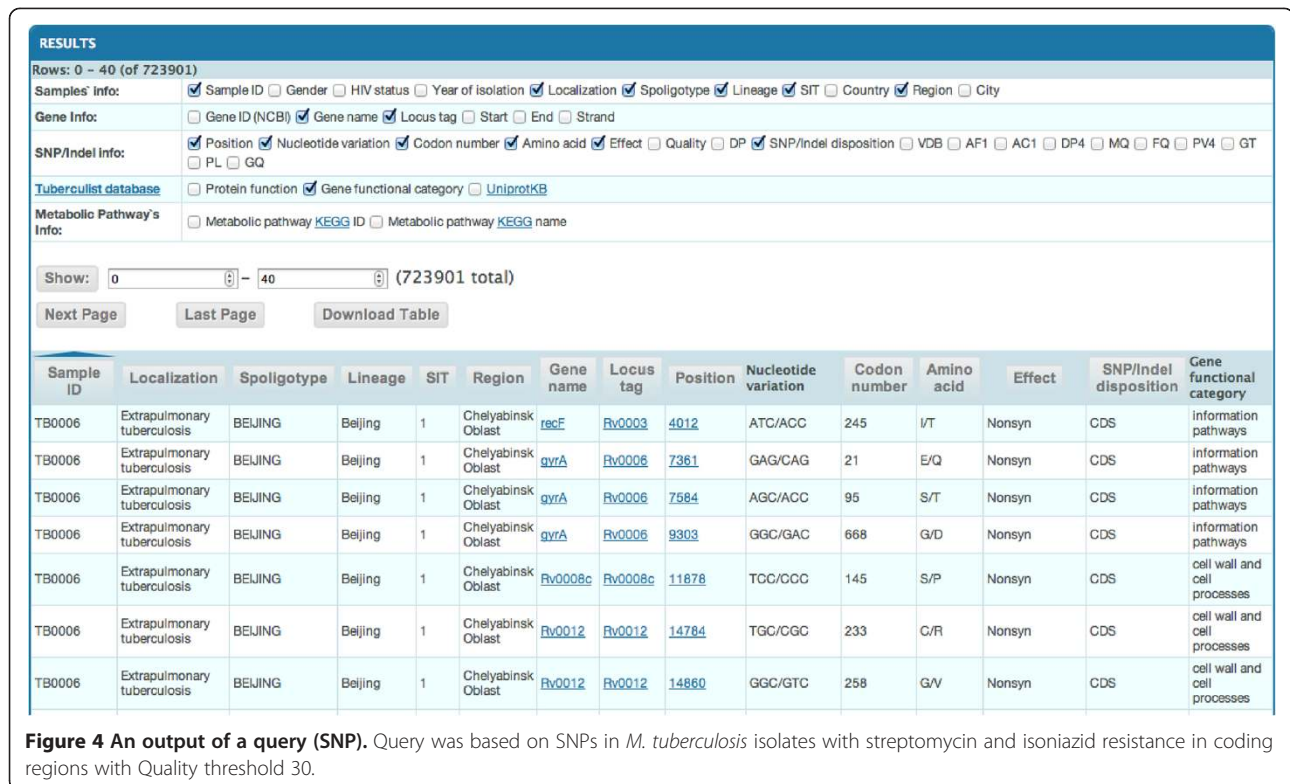 RESULTS
Rows: 0 – 40 (of 723901)
Samples` info: Sample ID Gender HIV status Year of isolation Localization Spoligotype Lineage SIT Country Region City
Gene Info: Gene ID (NCBI) Gene name Locus tag Start End Strand
SNP/Indel info: Position Nucleotide variation Codon number Amino acid Effect Quality DP SNP/Indel disposition VDB AF1 AC1 DP4 MQ FQ PV4 GT
PL GQ
Tuberculist database Protein function Gene functional category UniprotKB
Metabolic Pathway`s
Info: Metabolic pathway KEGG ID Metabolic pathway KEGG name
Show: 0 – 40 (723901 total)
Next Page Last Page Download Table
Sample ID Localization Spoligotype Lineage SIT Region Gene name Locus tag Position Nucleotide variation Codon number Amino acid Effect SNP/Indel disposition Gene functional category
TB0006 Extrapulmonary tuberculosis BEIJING Beijing 1 Chelyabinsk Oblast recF Rv0003 4012 ATC/ACC 245 I/T Nonsyn CDS information pathways
TB0006 Extrapulmonary tuberculosis BEIJING Beijing 1 Chelyabinsk Oblast gyrA Rv0006 7361 GAG/CAG 21 E/Q Nonsyn CDS information pathways
TB0006 Extrapulmonary tuberculosis BEIJING Beijing 1 Chelyabinsk Oblast gyrA Rv0006 7584 AGC/ACC 95 S/T Nonsyn CDS information pathways
TB0006 Extrapulmonary tuberculosis BEIJING Beijing 1 Chelyabinsk Oblast gyrA Rv0006 9303 GGC/GAC 668 G/D Nonsyn CDS information pathways
TB0006 Extrapulmonary tuberculosis BEIJING Beijing 1 Chelyabinsk Oblast Rv0008c Rv0008c 11878 TCC/CCC 145 S/P Nonsyn CDS cell wall and cell processes
TB0006 Extrapulmonary tuberculosis BEIJING Beijing 1 Chelyabinsk Oblast Rv0012 Rv0012 14784 TGC/CGC 233 C/R Nonsyn CDS cell wall and cell processes
TB0006 Extrapulmonary tuberculosis BEIJING Beijing 1 Chelyabinsk Oblast Rv0012 Rv0012 14860 GGC/GTC 258 G/V Nonsyn CDS cell wall and cell processes
Figure 4 An output of a query (SNP). Query was based on SNPs in M. tuberculosis isolates with streptomycin and isoniazid resistance in coding
regions with Quality threshold 30.